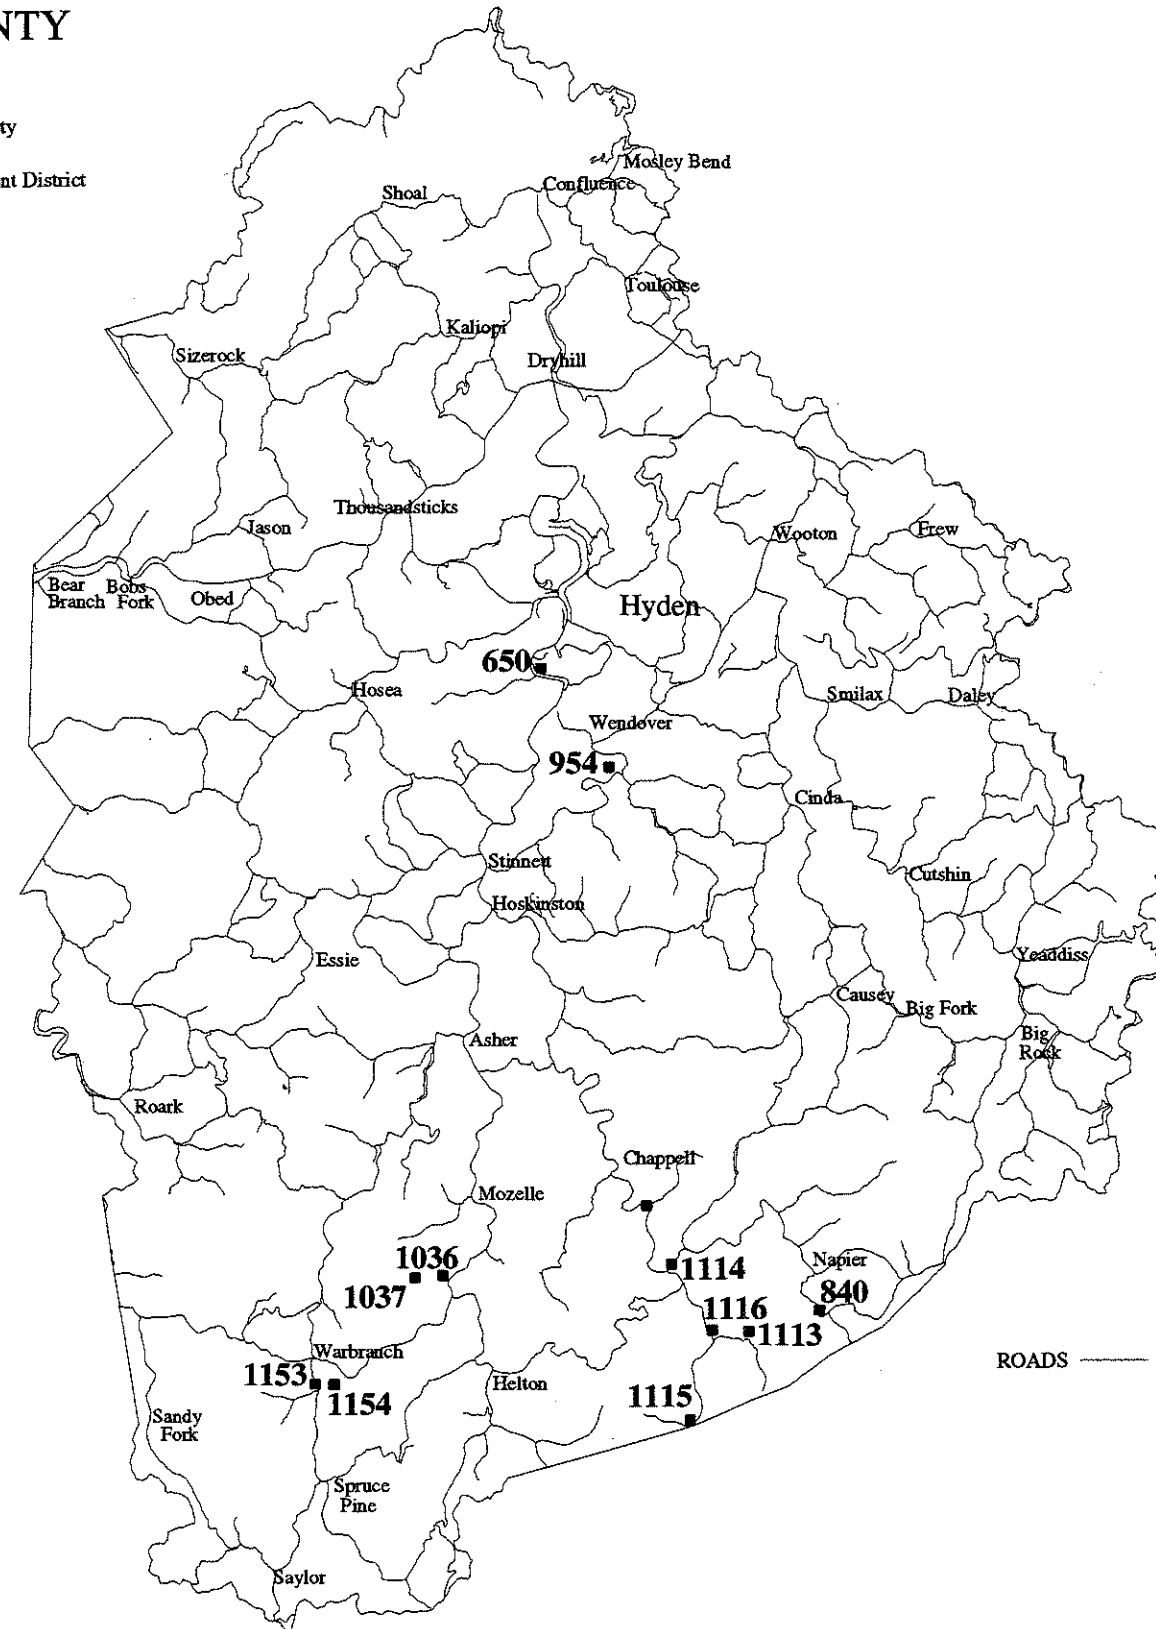 NTY
ty
nt District
Mosley Bend
Confluence
Shoal
Toulouse
Kaliopi
Sizerock
Dryhill
Thousandsticks
Jason
Wooton
Frew
Bear
Branch
Bobs
Fork
Obed
Hyden
650
Hosea
Smilax
Daley
Wendover
954
Cinda
Stinnett
Cutshin
Hoskinston
Essie
Yeaddiss
Causey
Big Fork
Asher
Big
Rock
Roark
Chappell
Mozelle
1036
1037
1114
Napier
840
1116
1113
Warbranch
ROADS
1153
1154
Helton
1115
Sandy
Fork
Spruce
Pine
Saylor